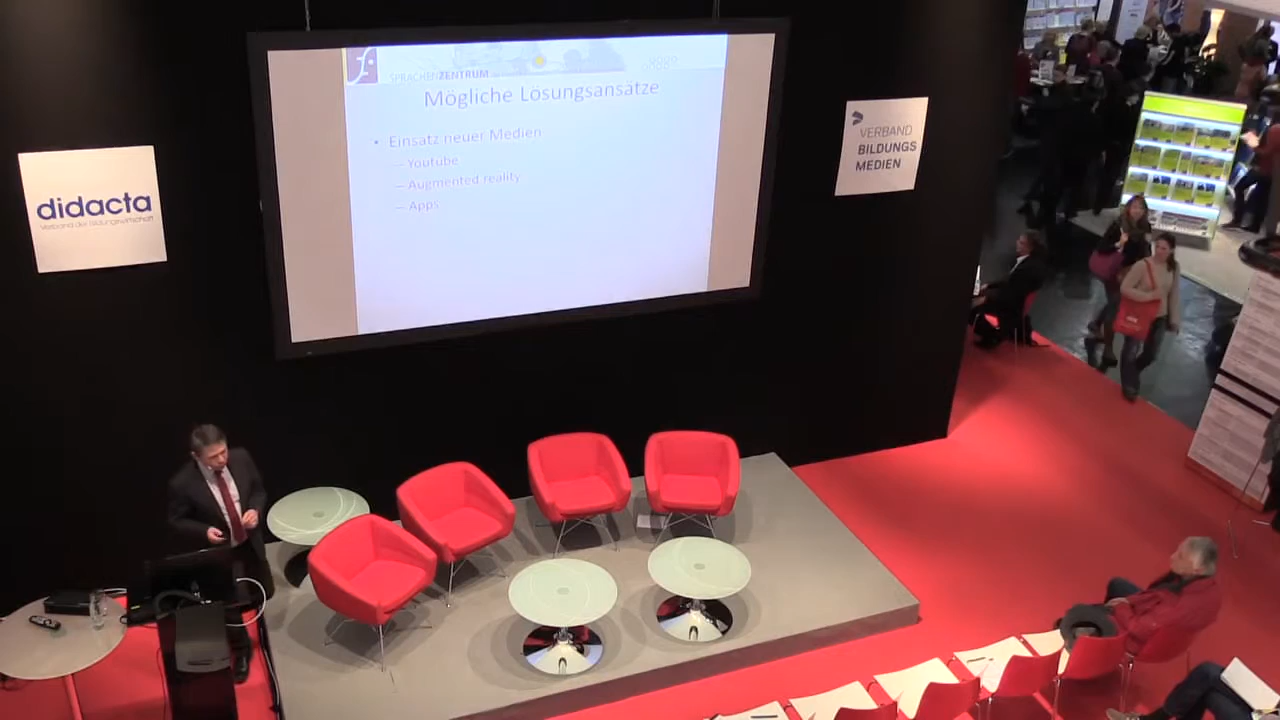 didacta
Verband der Bildungswirtschaft
SPRACHENZENTRUM
Mögliche Lösungsansätze
• Einsatz neuer Medien
– Youtube
– Augmented reality
– Apps
VERBAND
BILDUNGS
MEDIEN